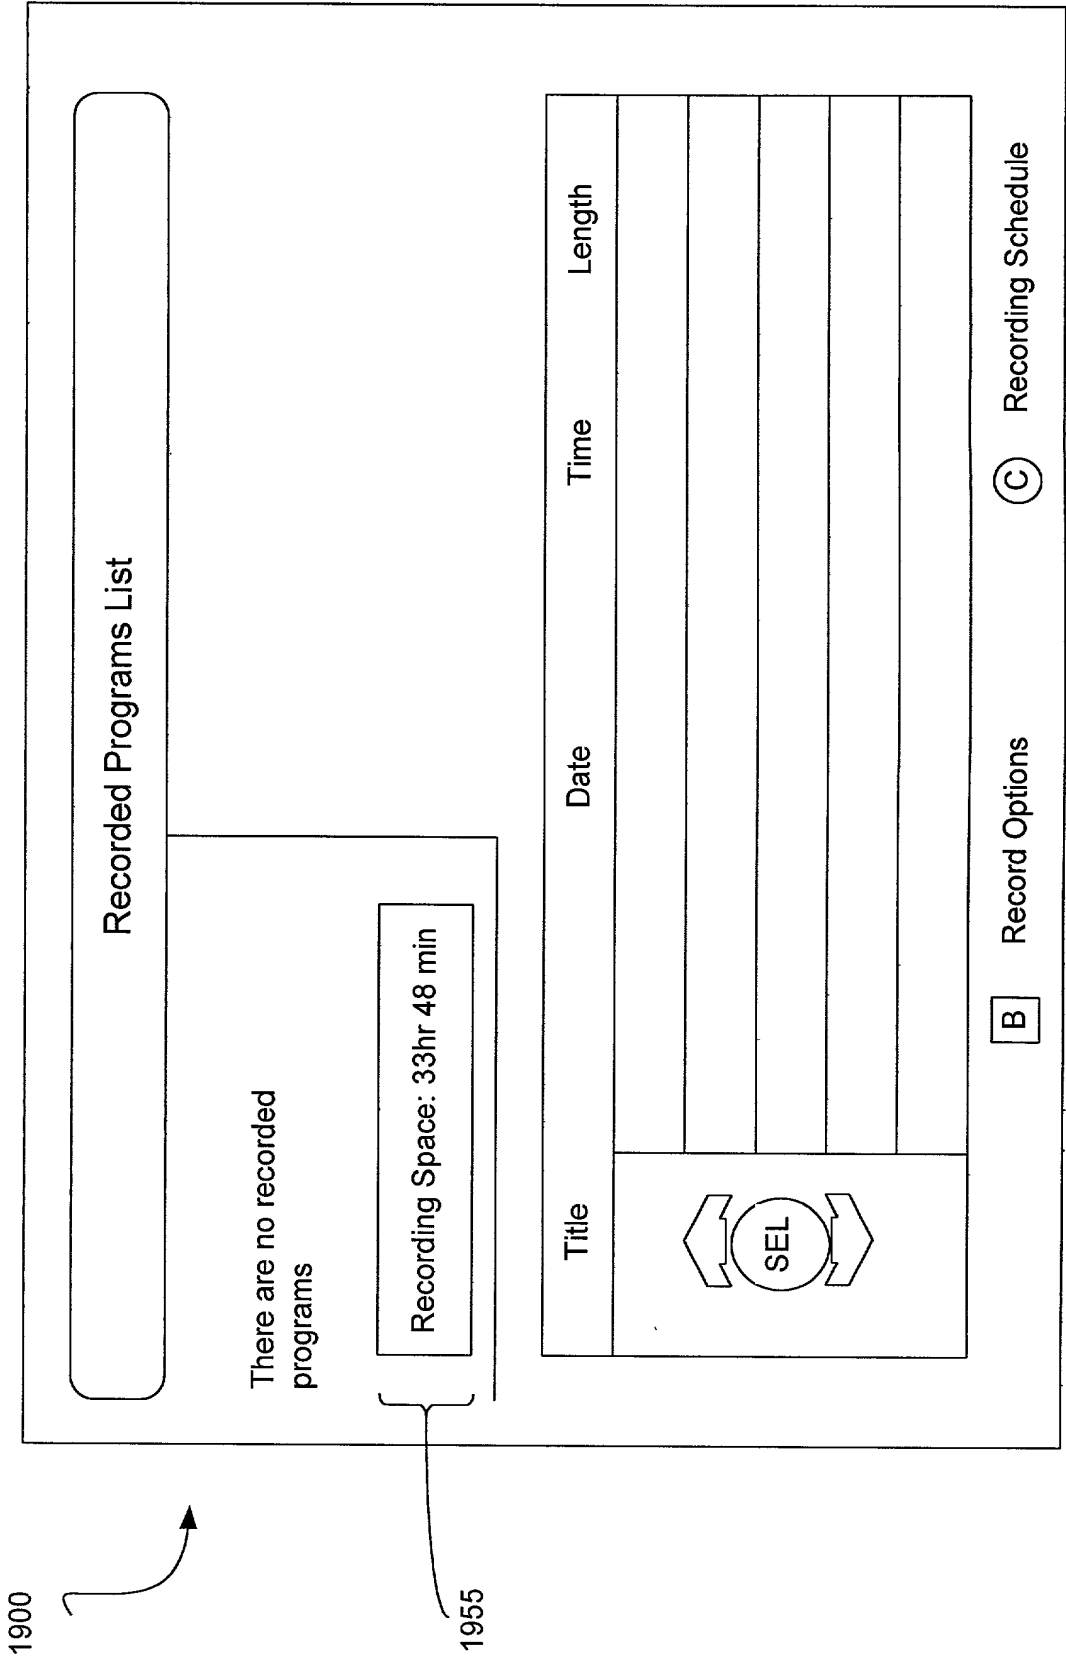 Recorded Programs List
There are no recorded
programs
Recording Space: 33hr 48 min
Title Date Time Length
SEL
B Record Options C Recording Schedule
1900
1955